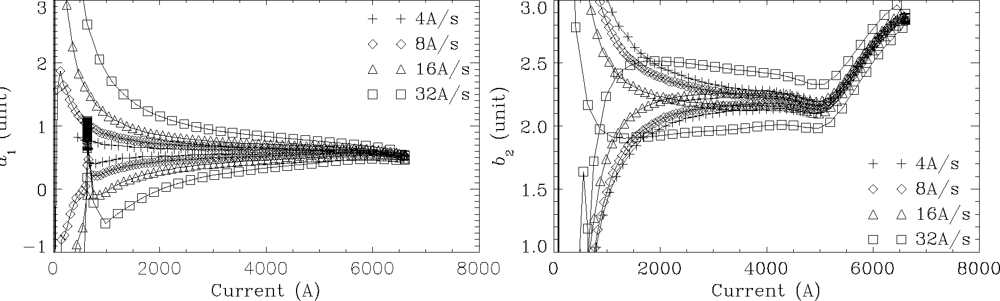 3
2
1
0
−1
a1 (unit)
4A/s
8A/s
16A/s
32A/s
0 2000 4000 6000 8000
Current (A)
3.0
2.5
2.0
1.5
1.0
b2 (unit)
4A/s
8A/s
16A/s
32A/s
0 2000 4000 6000 8000
Current (A)